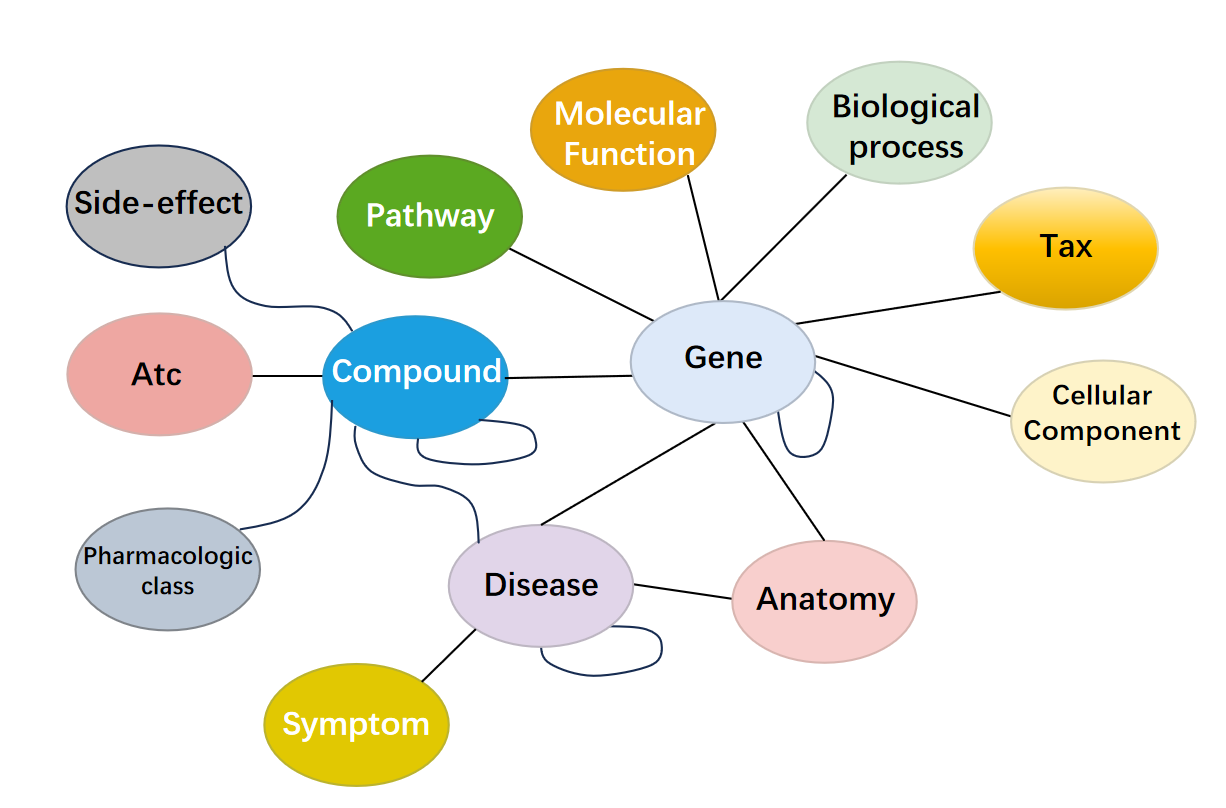 Molecular
Function
Biological
process
Side-effect
Pathway
Tax
Gene
Atc
Compound
Cellular
Component
Pharmacologic
class
Disease
Anatomy
Symptom